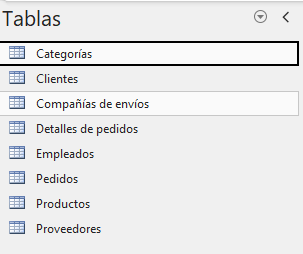 Tablas
Categorías
Clientes
Compañías de envíos
Detalles de pedidos
Empleados
Pedidos
Productos
Proveedores